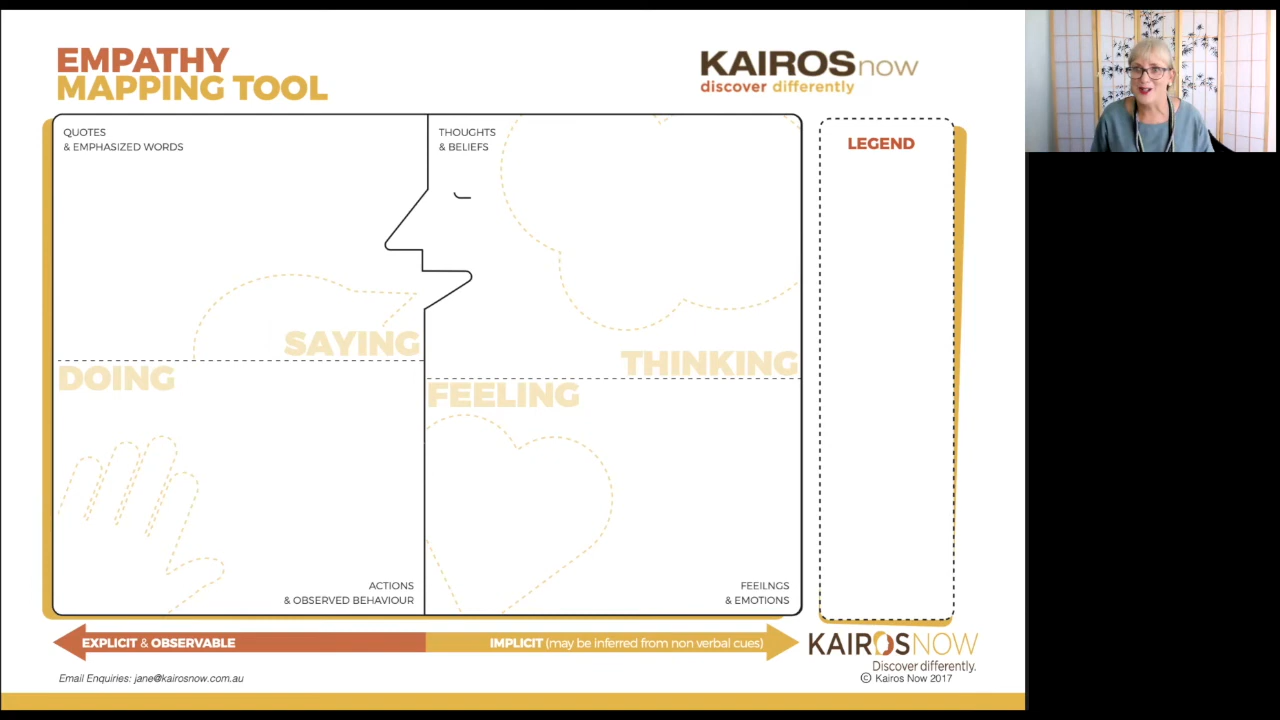 EMPATHY
MAPPING TOOL
KAIROSnow
discover differently
QUOTES
& EMPHASIZED WORDS
THOUGHTS
& BELIEFS
LEGEND
SAYING
THINKING
DOING
FEELING
ACTIONS
& OBSERVED BEHAVIOUR
FEEILNGS
& EMOTIONS
EXPLICIT & OBSERVABLE
IMPLICIT (may be inferred from non verbal cues)
KAIROSNOW
Discover differently.
Email Enquiries: jane@kairosnow.com.au
© Kairos Now 2017